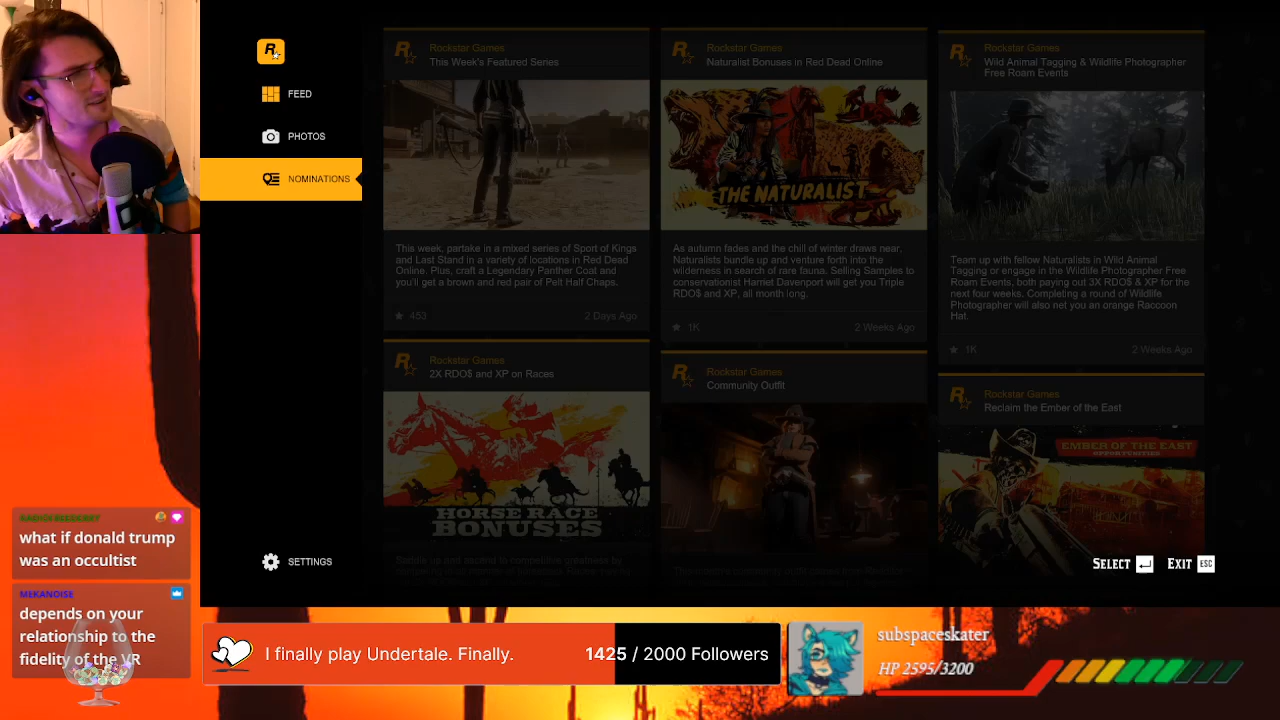 R
FEED
PHOTOS
NOMINATIONS
SETTINGS
Rockstar Games
This Week's Featured Series
This week, partake in a mixed series of Sport of Kings
and Last Stand in a variety of locations in Red Dead
Online. Plus, craft a Legendary Panther Coat and
you'll get a brown and red pair of Pelt Half Chaps.
453
2 Days Ago
Rockstar Games
Naturalist Bonuses in Red Dead Online
THE NATURALIST
As autumn fades and the chill of winter draws near,
Naturalists bundle up and venture forth into the
wilderness in search of rare fauna. Selling Samples to
conservationist Harriet Davenport will get you Triple
RDO$ and XP, all month long.
1K
2 Weeks Ago
Rockstar Games
Wild Animal Tagging & Wildlife Photographer
Free Roam Events
Team up with fellow Naturalists in Wild Animal
Tagging or engage in the Wildlife Photographer Free
Roam Events, both paying out 3X RDO$ & XP for the
next four weeks. Completing a round of Wildlife
Photographer will also net you an orange Raccoon
Hat.
1K
2 Weeks Ago
Rockstar Games
2X RDO$ and XP on Races
HORSE RACE
BONUSES
Rockstar Games
Community Outfit
Rockstar Games
Reclaim the Ember of the East
EMBER OF THE EAST
OPPORTUNITIES
SELECT
EXIT ESC
what if donald trump
was an occultist
MEKANOISE
depends on your
relationship to the
fidelity of the VR
I finally play Undertale. Finally.
1425 / 2000 Followers
subspaceskater
HP 2595/3200